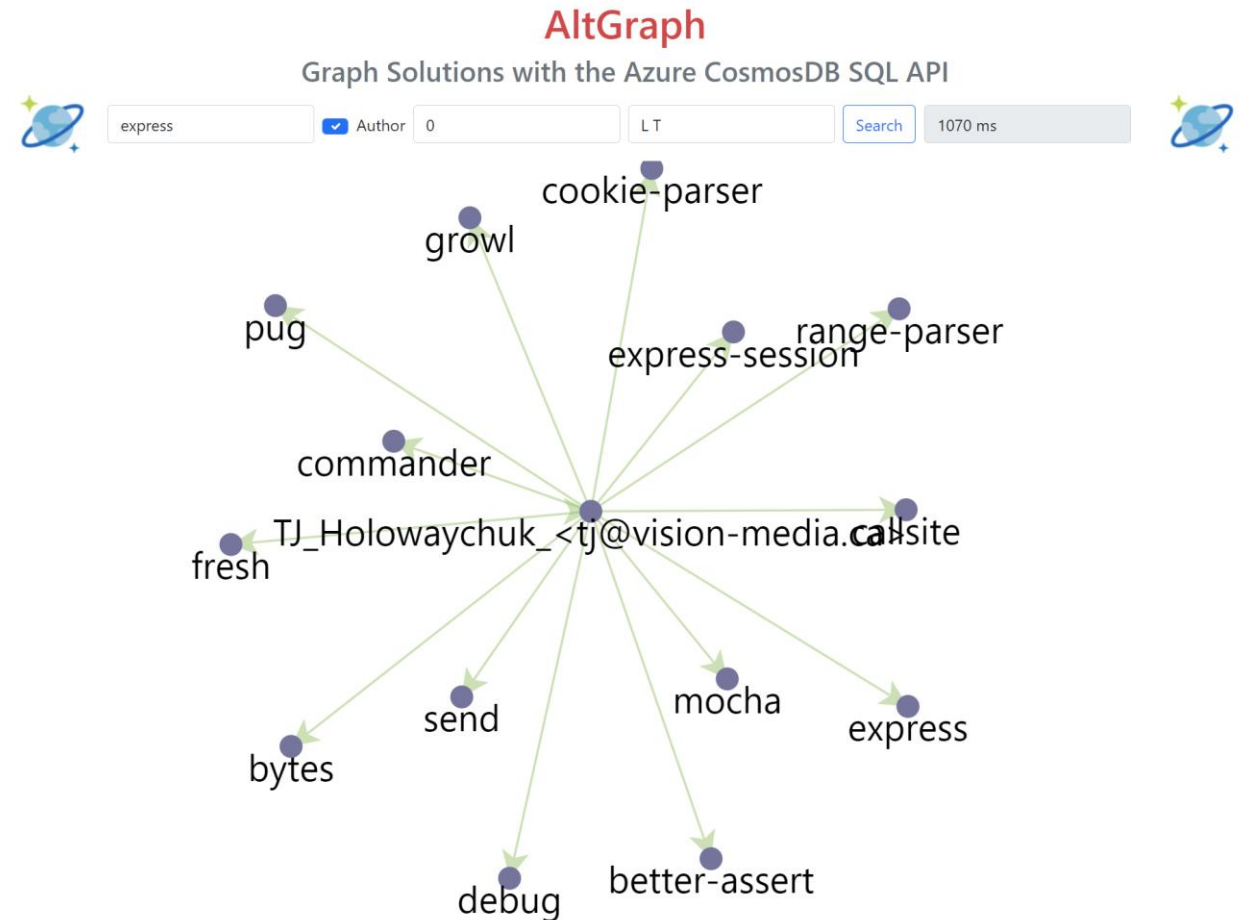 AltGraph
Graph Solutions with the Azure CosmosDB SQL API
express Author 0 L T Search 1070 ms
cookie-parser
growl
range-parser
pug
express-session
commander
TJ_Holowaychuk_<tj@vision-media.ca>
callsite
fresh
mocha
send
express
bytes
better-assert
debug